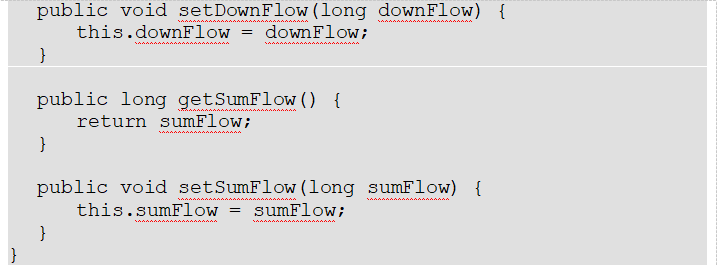 public void setDownFlow(long downFlow) {
this.downFlow = downFlow;
}
public long getSumFlow() {
return sumFlow;
}
public void setSumFlow(long sumFlow) {
this.sumFlow = sumFlow;
}
}